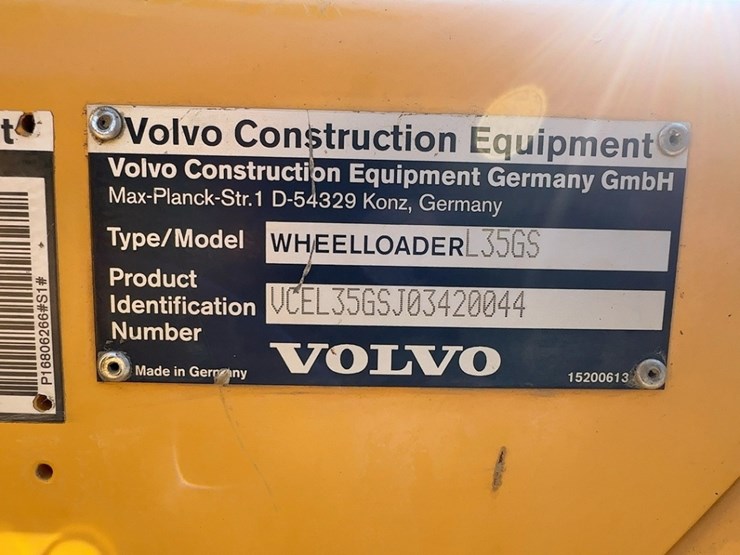 t
P16806266#S1#
Volvo Construction Equipment
Volvo Construction Equipment Germany GmbH
Max-Planck-Str.1 D-54329 Konz, Germany
Type/Model WHEELLOADER L35GS
Product
Identification VCEL35GSJ03420044
Number
Made in Germany VOLVO 15200613